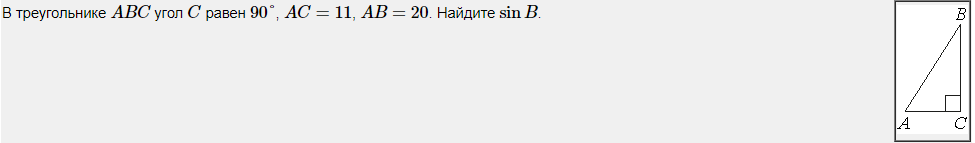 В треугольнике ABC угол C равен 90°, AC = 11, AB = 20. Найдите sin B.
B
A C